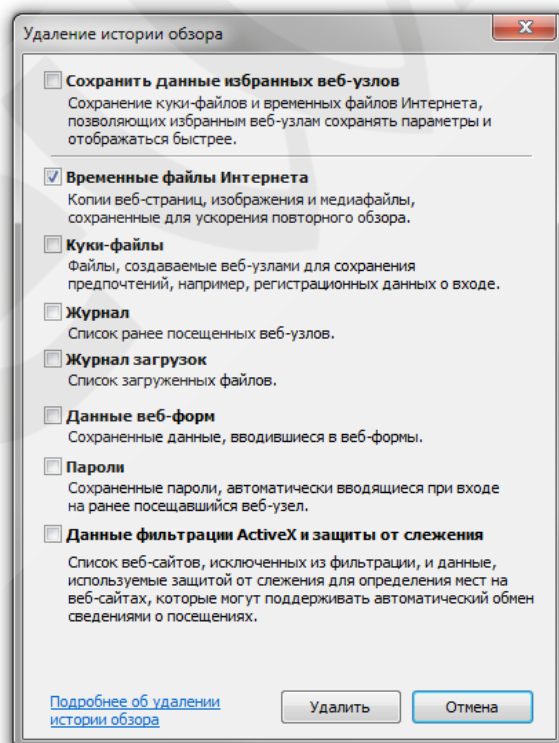 Удаление истории обзора
Сохранить данные избранных веб-узлов
Сохранение куки-файлов и временных файлов Интернета,
позволяющих избранным веб-узлам сохранять параметры и
отображаться быстрее.
Временные файлы Интернета
Копии веб-страниц, изображения и медиафайлы,
сохраненные для ускорения повторного обзора.
Куки-файлы
Файлы, создаваемые веб-узлами для сохранения
предпочтений, например, регистрационных данных о входе.
Журнал
Список ранее посещенных веб-узлов.
Журнал загрузок
Список загруженных файлов.
Данные веб-форм
Сохраненные данные, вводившиеся в веб-формы.
Пароли
Сохраненные пароли, автоматически вводящиеся при входе
на ранее посещавшийся веб-узел.
Данные фильтрации ActiveX и защиты от слежения
Список веб-сайтов, исключенных из фильтрации, и данные,
используемые защитой от слежения для определения мест на
веб-сайтах, которые могут поддерживать автоматический обмен
сведениями о посещениях.
Подробнее об удалении
истории обзора
Удалить
Отмена